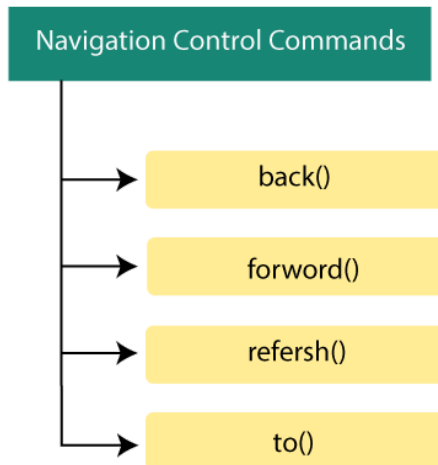 Navigation Control Commands
back()
forword()
refersh()
to()